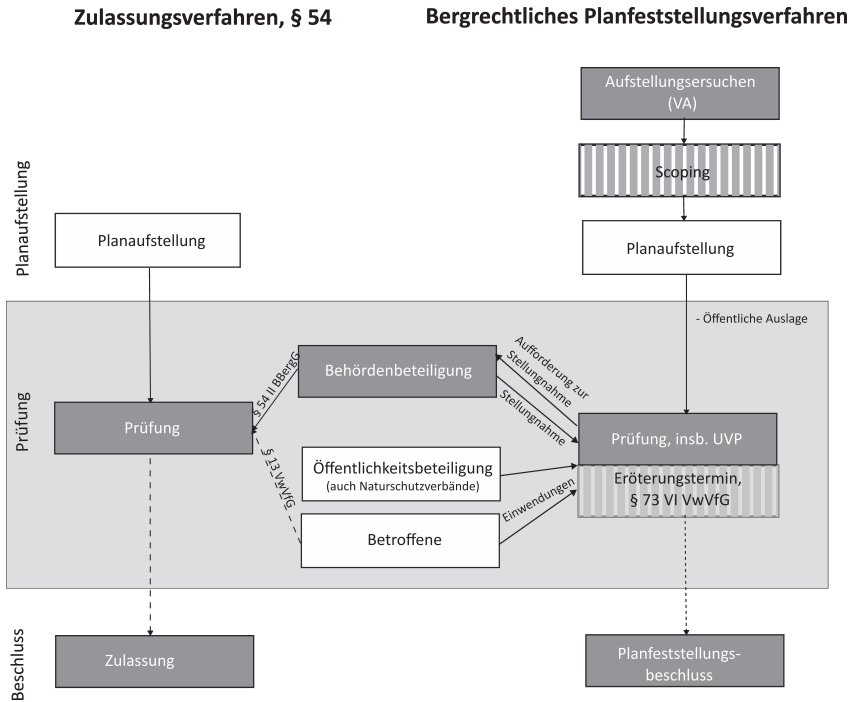 Zulassungsverfahren, § 54
Bergrechtliches Planfeststellungsverfahren
Aufstellungsersuchen
(VA)
Scoping
Planaufstellung
Planaufstellung
Planaufstellung
- Öffentliche Auslage
Prüfung
Behördenbeteiligung
Aufforderung zur
Stellungnahme
Stellungnahme
§ 54 II BBergG
§ 13 VwVfG
Prüfung
Prüfung, insb. UVP
Öffentlichkeitsbeteiligung
(auch Naturschutzverbände)
Eröterungstermin,
§ 73 VI VwVfG
Einwendungen
Betroffene
Beschluss
Zulassung
Planfeststellungs-
beschluss